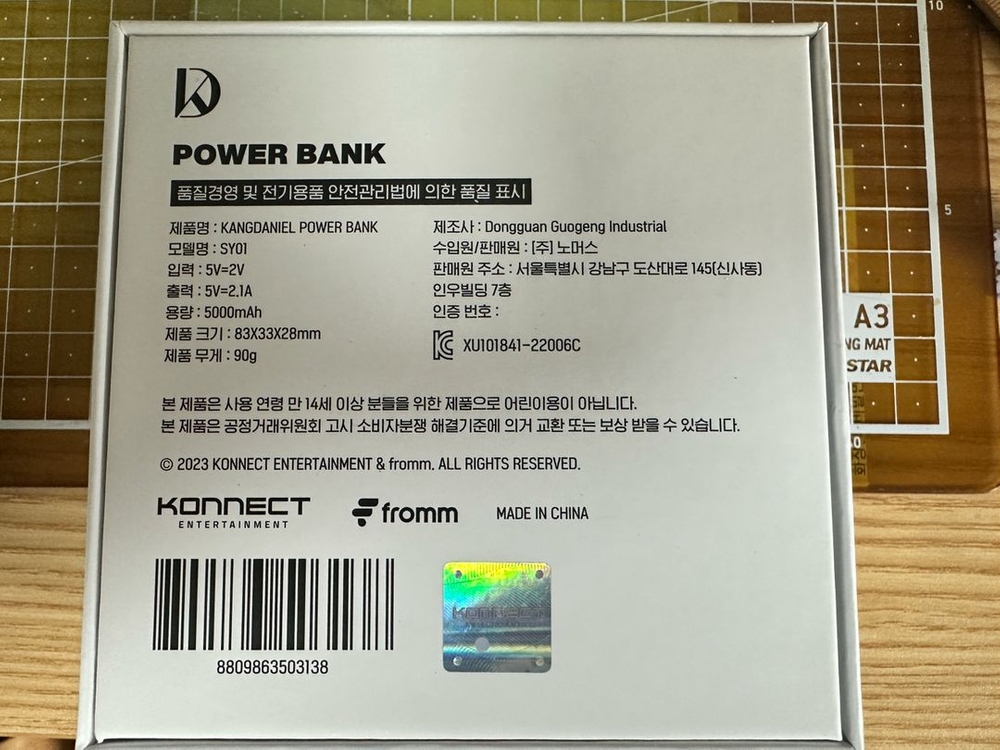 POWER BANK
품질경영 및 전기용품 안전관리법에 의한 품질 표시
제품명 : KANGDANIEL POWER BANK
모델명 : SY01
입력 : 5V=2V
출력 : 5V=2.1A
용량 : 5000mAh
제품 크기 : 83X33X28mm
제품 무게 : 90g
제조사 : Dongguan Guogeng Industrial
수입원/판매원 : (주) 노머스
판매원 주소 : 서울특별시 강남구 도산대로 145(신사동)
인우빌딩 7층
인증 번호 :
XU101841-22006C
본 제품은 사용 연령 만 14세 이상 분들을 위한 제품으로 어린이용이 아닙니다.
본 제품은 공정거래위원회 고시 소비자분쟁 해결기준에 의거 교환 또는 보상 받을 수 있습니다.
© 2023 KONNECT ENTERTAINMENT & fromm. ALL RIGHTS RESERVED.
KONNECT
ENTERTAINMENT
fromm
MADE IN CHINA
8809863503138
KONNECT
10
5
A3
NG MAT
STAR